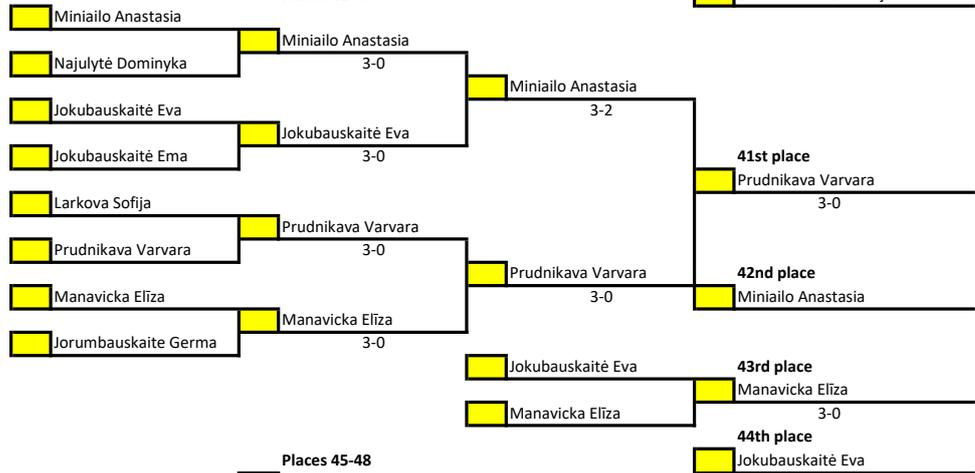 Miniailo Anastasia
Miniailo Anastasia
3-0
Najulytė Dominyka
Miniailo Anastasia
3-2
Jokubauskaitė Eva
Jokubauskaitė Eva
3-0
Jokubauskaitė Ema
41st place
Prudnikava Varvara
3-0
Larkova Sofija
Prudnikava Varvara
3-0
Prudnikava Varvara
Prudnikava Varvara
3-0
42nd place
Miniailo Anastasia
Manavicka Elīza
Manavicka Elīza
3-0
Jorumbauskaite Germa
Jokubauskaitė Eva
43rd place
Manavicka Elīza
3-0
Manavicka Elīza
44th place
Jokubauskaitė Eva
Places 45-48